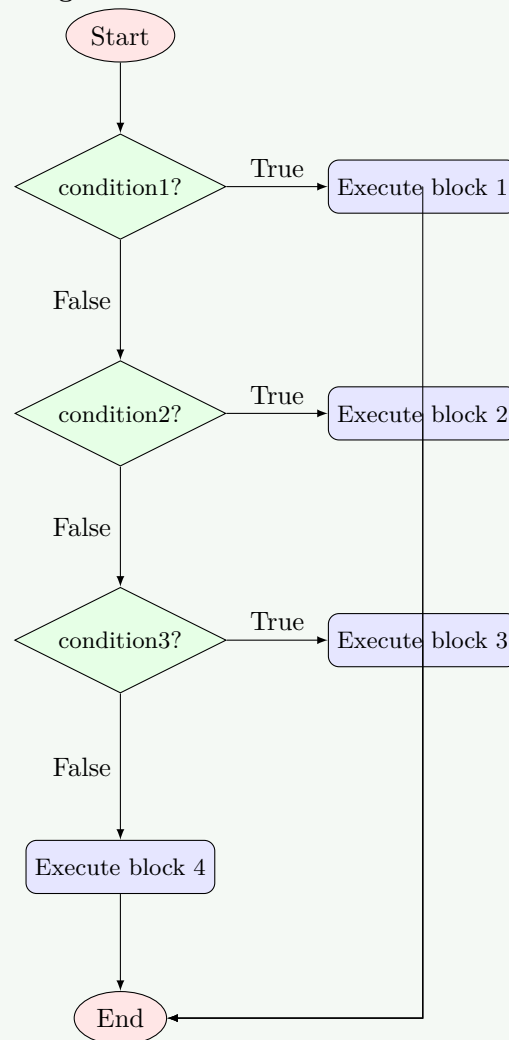 Start
condition1?
True
Execute block 1
False
condition2?
True
Execute block 2
False
condition3?
True
Execute block 3
False
Execute block 4
End